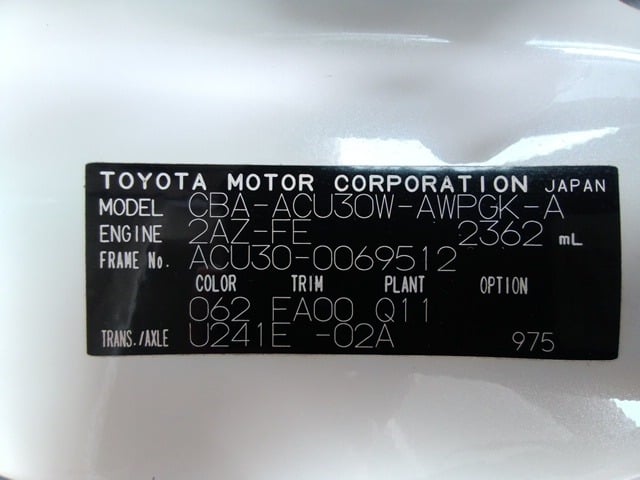 TOYOTA MOTOR CORPORATION JAPAN
MODEL CBA-ACU30W-AWPGK-A
ENGINE 2AZ-FE 2362 mL
FRAME No. ACU30-0069512
COLOR TRIM PLANT OPTION
062 FA00 Q11
TRANS./AXLE U241E -02A 975